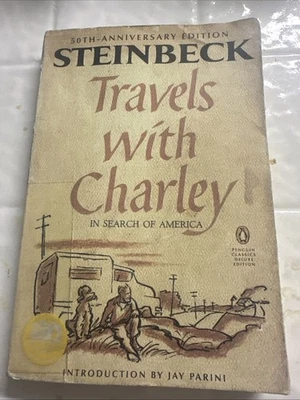 50TH-ANNIVERSARY EDITION
STEINBECK
Travels
with
Charley
IN SEARCH OF AMERICA
PENGUIN
CLASSICS
DELUXE
EDITION
INTRODUCTION BY JAY PARINI